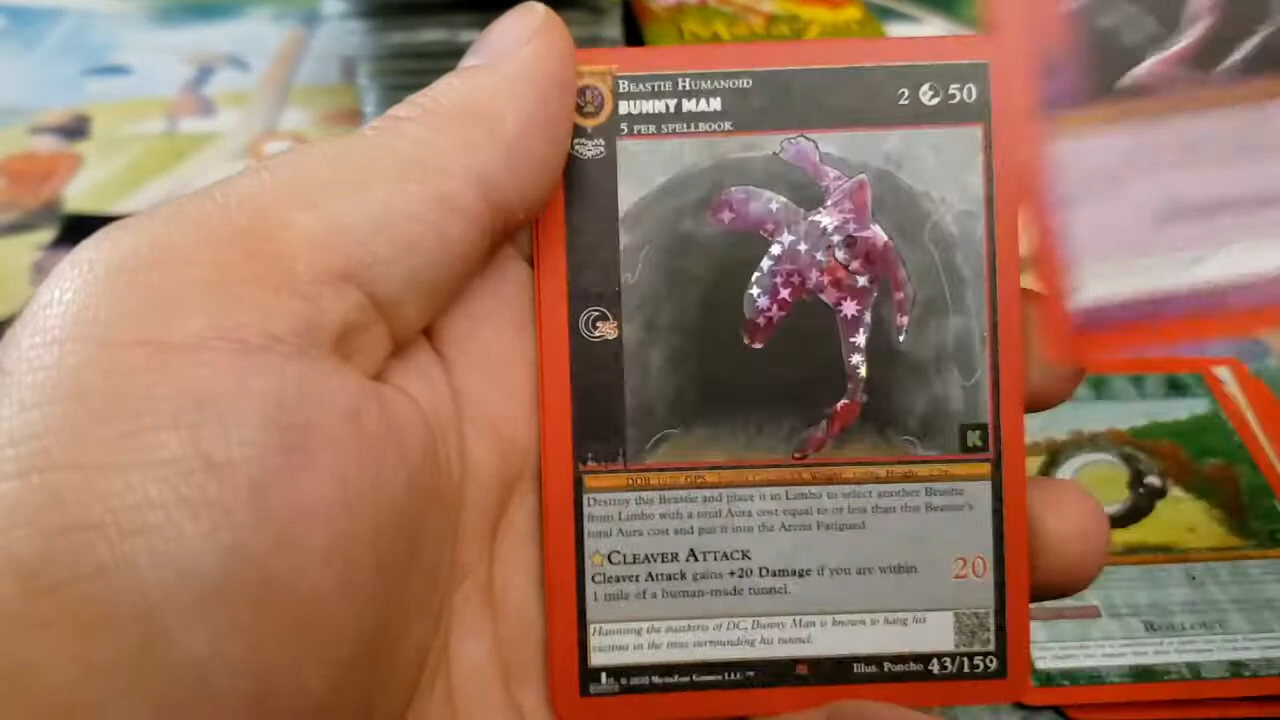 BEASTIE HUMANOID
BUNNY MAN
2 50
5 PER SPELLBOOK
25
K
Destroy this Beastie and place it in Limbo to select another Beastie
from Limbo with a total Aura cost equal to or less than this Beastie's
total Aura cost and put it into the Arena Fatigued
CLEAVER ATTACK
Cleaver Attack gains +20 Damage if you are within
1 mile of a human-made tunnel.
20
Haunting the outskirts of DC, Bunny Man is known to hang his
victims in the trees surrounding his tunnel.
Illus. Poncho 43/159
© 2020 MetaZoo Games LLC ™
ROLLOUT